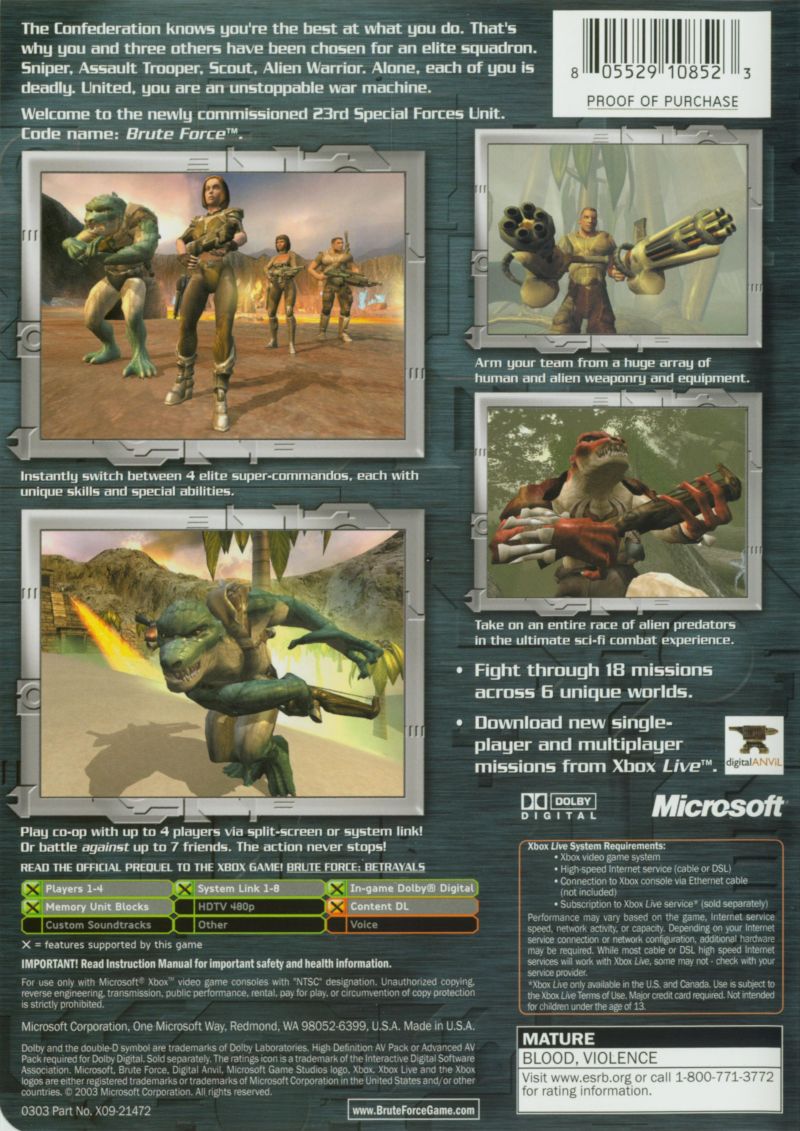 The Confederation knows you're the best at what you do. That's
why you and three others have been chosen for an elite squadron.
Sniper, Assault Trooper, Scout, Alien Warrior. Alone, each of you is
deadly. United, you are an unstoppable war machine.
Welcome to the newly commissioned 23rd Special Forces Unit.
Code name: Brute Force™.
8 05529 10852 3
PROOF OF PURCHASE
Instantly switch between 4 elite super-commandos, each with
unique skills and special abilities.
Arm your team from a huge array of
human and alien weaponry and equipment.
Take on an entire race of alien predators
in the ultimate sci-fi combat experience.
• Fight through 18 missions
across 6 unique worlds.
• Download new single-
player and multiplayer
missions from Xbox Live™.
digitalANViL
Play co-op with up to 4 players via split-screen or system link!
Or battle against up to 7 friends. The action never stops!
READ THE OFFICIAL PREQUEL TO THE XBOX GAME! BRUTE FORCE: BETRAYALS
X Players 1-4
X System Link 1-8
X In-game Dolby® Digital
X Memory Unit Blocks
HDTV 480p
X Content DL
Custom Soundtracks
Other
Voice
X = features supported by this game
IMPORTANT! Read Instruction Manual for important safety and health information.
For use only with Microsoft® Xbox™ video game consoles with "NTSC" designation. Unauthorized copying,
reverse engineering, transmission, public performance, rental, pay for play, or circumvention of copy protection
is strictly prohibited.
Microsoft Corporation, One Microsoft Way, Redmond, WA 98052-6399, U.S.A. Made in U.S.A.
Dolby and the double-D symbol are trademarks of Dolby Laboratories. High Definition AV Pack or Advanced AV
Pack required for Dolby Digital. Sold separately. The ratings icon is a trademark of the Interactive Digital Software
Association. Microsoft, Brute Force, Digital Anvil, Microsoft Game Studios logo, Xbox, Xbox Live and the Xbox
logos are either registered trademarks or trademarks of Microsoft Corporation in the United States and/or other
countries. © 2003 Microsoft Corporation. All rights reserved.
0303 Part No. X09-21472
www.BruteForceGame.com
DOLBY
DIGITAL
Microsoft®
Xbox Live System Requirements:
• Xbox video game system
• High-speed Internet service (cable or DSL)
• Connection to Xbox console via Ethernet cable
(not included)
• Subscription to Xbox Live service* (sold separately)
Performance may vary based on the game, Internet service
speed, network activity, or capacity. Depending on your Internet
service connection or network configuration, additional hardware
may be required. While most cable or DSL high speed Internet
services will work with Xbox Live, some may not - check with your
service provider.
*Xbox Live only available in the U.S. and Canada. Use is subject to
the Xbox Live Terms of Use. Major credit card required. Not intended
for children under the age of 13.
MATURE
BLOOD, VIOLENCE
Visit www.esrb.org or call 1-800-771-3772
for rating information.